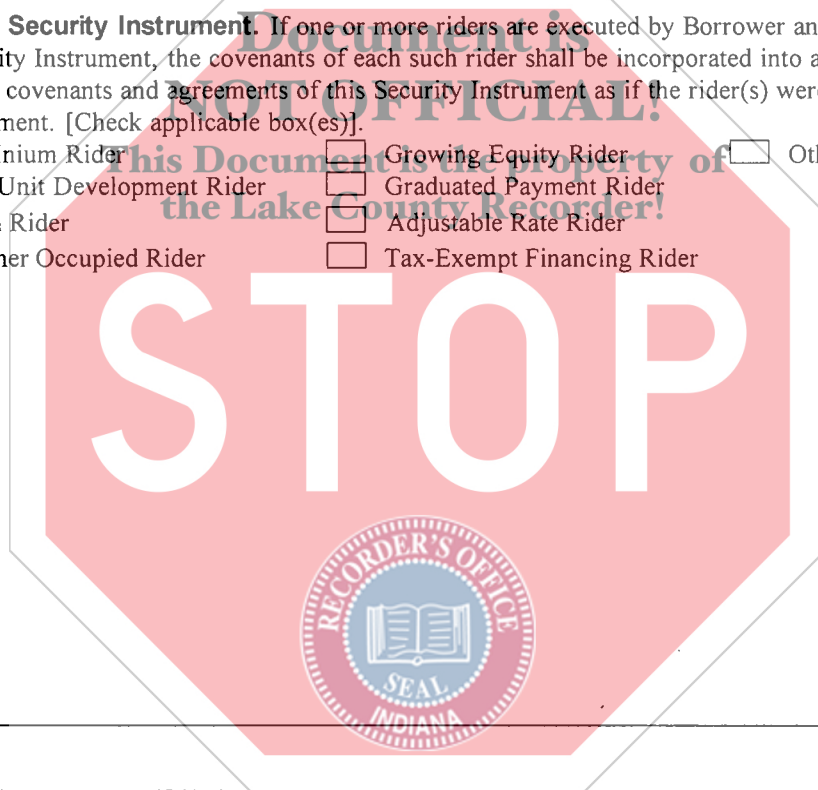 Security Instrument. If one or more riders are executed by Borrower an
ity Instrument, the covenants of each such rider shall be incorporated into a
covenants and agreements of this Security Instrument as if the rider(s) were
ment. [Check applicable box(es)].
nium Rider Growing Equity Rider Oth
Unit Development Rider Graduated Payment Rider
Rider Adjustable Rate Rider
ner Occupied Rider Tax-Exempt Financing Rider
Document is
NOT OFFICIAL!
This Document is the property of
the Lake County Recorder!
STOP
RECORDER'S OFFICE
SEAL
INDIANA